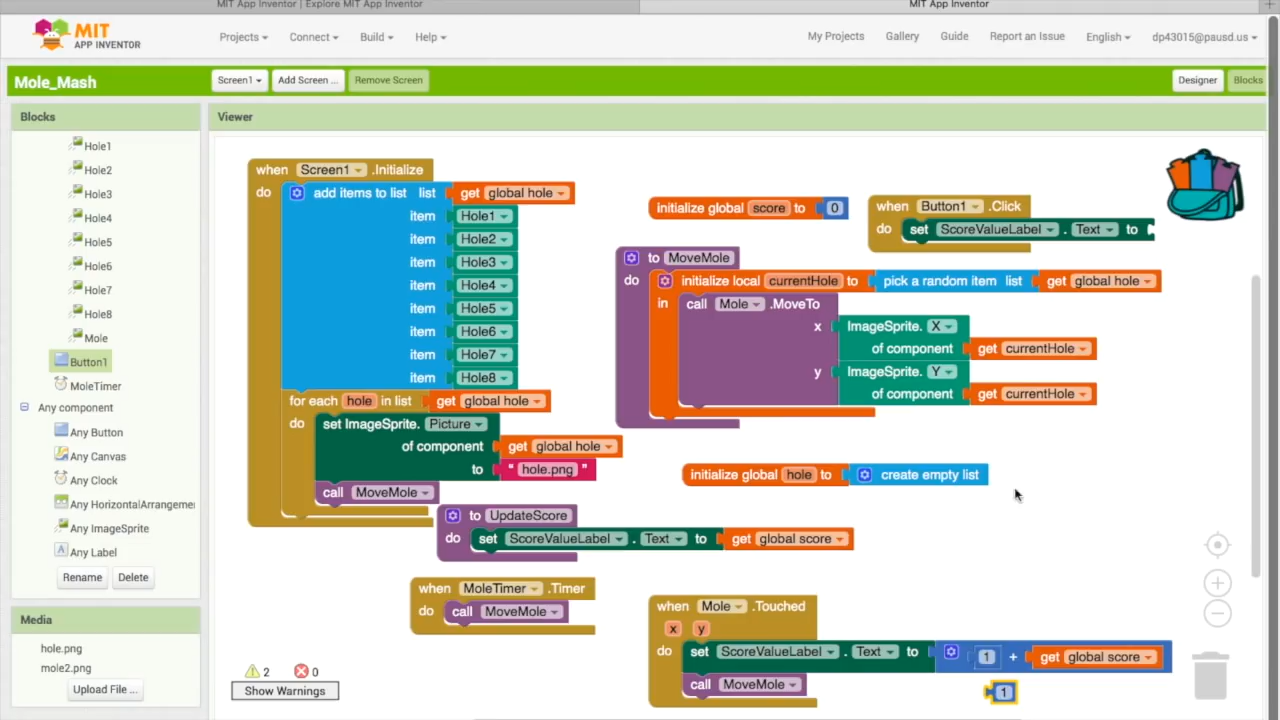 MIT App Inventor | Explore MIT App Inventor
MIT App Inventor
MIT
APP INVENTOR
Projects
Connect
Build
Help
My Projects
Gallery
Guide
Report an Issue
English
dp43015@pausd.us
Mole_Mash
Screen1
Add Screen ...
Remove Screen
Designer
Blocks
Blocks
Hole1
Hole2
Hole3
Hole4
Hole5
Hole6
Hole7
Hole8
Mole
Button1
MoleTimer
Any component
Any Button
Any Canvas
Any Clock
Any HorizontalArrangeme
Any ImageSprite
Any Label
Rename
Delete
Media
hole.png
mole2.png
Upload File ...
Viewer
when Screen1 .Initialize
do add items to list list get global hole
item Hole1
item Hole2
item Hole3
item Hole4
item Hole5
item Hole6
item Hole7
item Hole8
for each hole in list get global hole
do set ImageSprite. Picture
of component get global hole
to " hole.png "
call MoveMole
initialize global score to 0
when Button1 .Click
do set ScoreValueLabel . Text to
to MoveMole
do initialize local currentHole to pick a random item list get global hole
in call Mole .MoveTo
x ImageSprite. X
of component get currentHole
y ImageSprite. Y
of component get currentHole
initialize global hole to create empty list
to UpdateScore
do set ScoreValueLabel . Text to get global score
when MoleTimer .Timer
do call MoveMole
when Mole .Touched
x y
do set ScoreValueLabel . Text to 1 + get global score
call MoveMole
1
2 0
Show Warnings